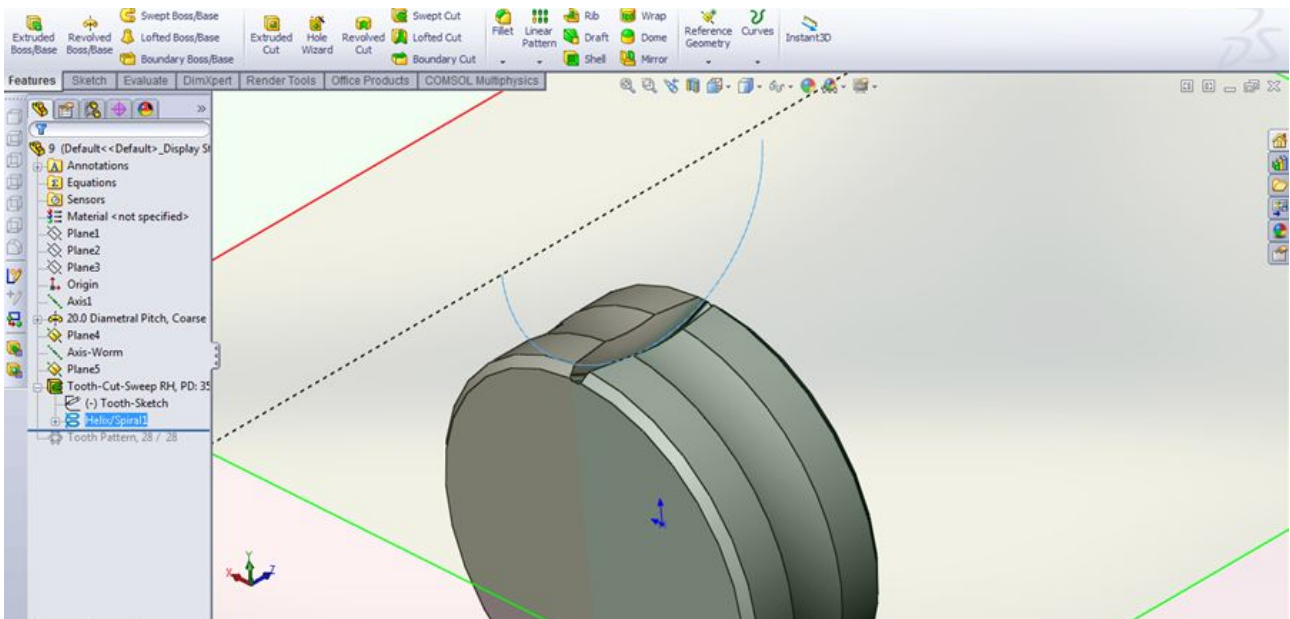 Extruded Boss/Base
Revolved Boss/Base
Swept Boss/Base
Lofted Boss/Base
Boundary Boss/Base
Extruded Cut
Hole Wizard
Revolved Cut
Swept Cut
Lofted Cut
Boundary Cut
Fillet
Linear Pattern
Rib
Draft
Shell
Wrap
Dome
Mirror
Reference Geometry
Curves
Instant3D
Features
Sketch
Evaluate
DimXpert
Render Tools
Office Products
COMSOL Multiphysics
9 (Default<<Default>_Display St
Annotations
Equations
Sensors
Material <not specified>
Plane1
Plane2
Plane3
Origin
Axis1
20.0 Diametral Pitch, Coarse
Plane4
Axis-Worm
Plane5
Tooth-Cut-Sweep RH, PD: 35
(-) Tooth-Sketch
Helix/Spiral1
Tooth Pattern, 28 / 28
Y
X
Z